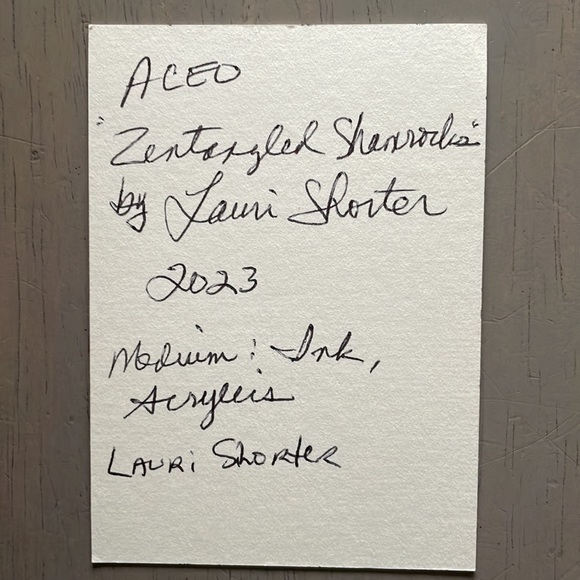 ACEO
"Zentangled Shamrocks"
by Lauri Shorter
2023
Medium: Ink,
Acrylics
Lauri Shorter